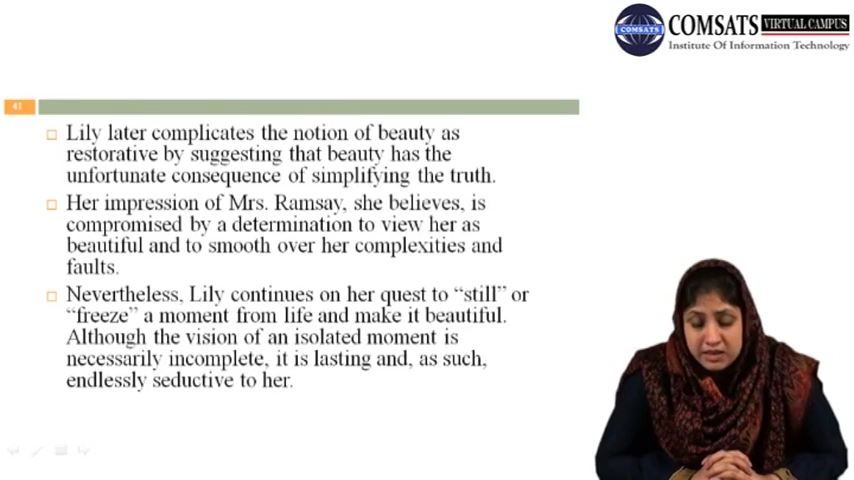 COMSATS
COMSATS VIRTUAL CAMPUS
Institute Of Information Technology
41
Lily later complicates the notion of beauty as
restorative by suggesting that beauty has the
unfortunate consequence of simplifying the truth.
Her impression of Mrs. Ramsay, she believes, is
compromised by a determination to view her as
beautiful and to smooth over her complexities and
faults.
Nevertheless, Lily continues on her quest to “still” or
“freeze” a moment from life and make it beautiful.
Although the vision of an isolated moment is
necessarily incomplete, it is lasting and, as such,
endlessly seductive to her.